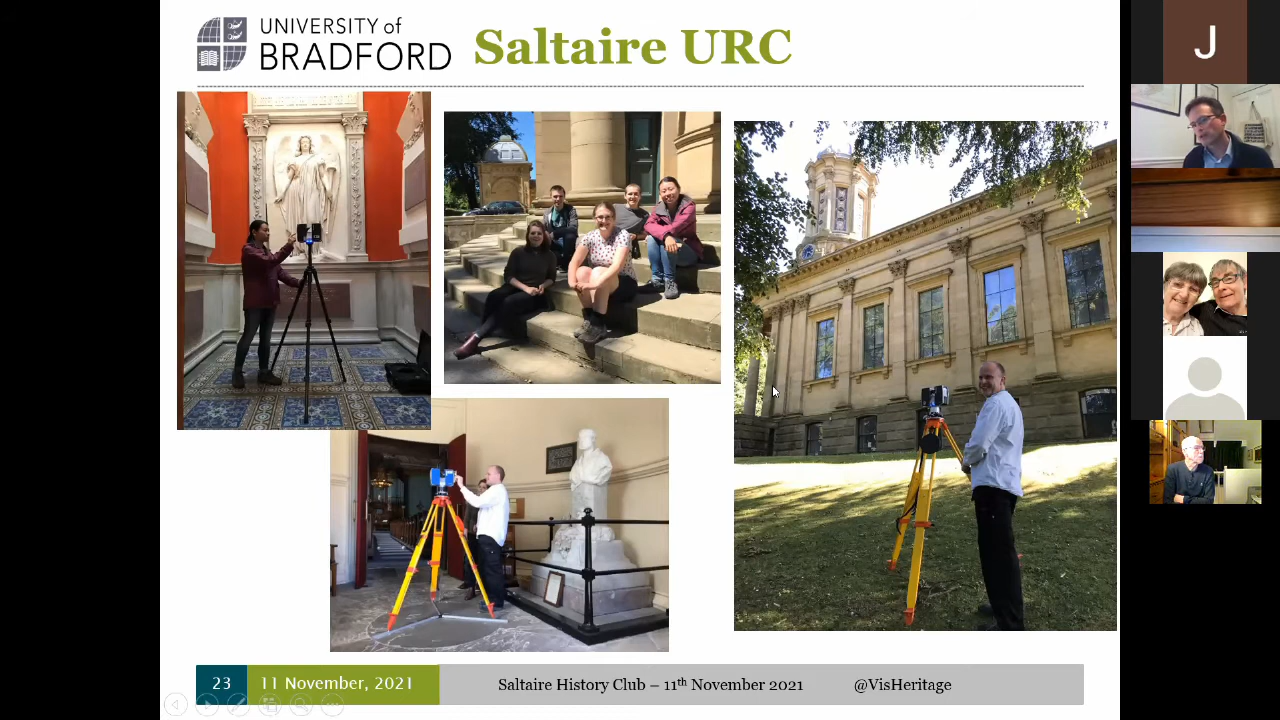 UNIVERSITY of
BRADFORD
Saltaire URC
23
11 November, 2021
Saltaire History Club – 11th November 2021
@VisHeritage
J